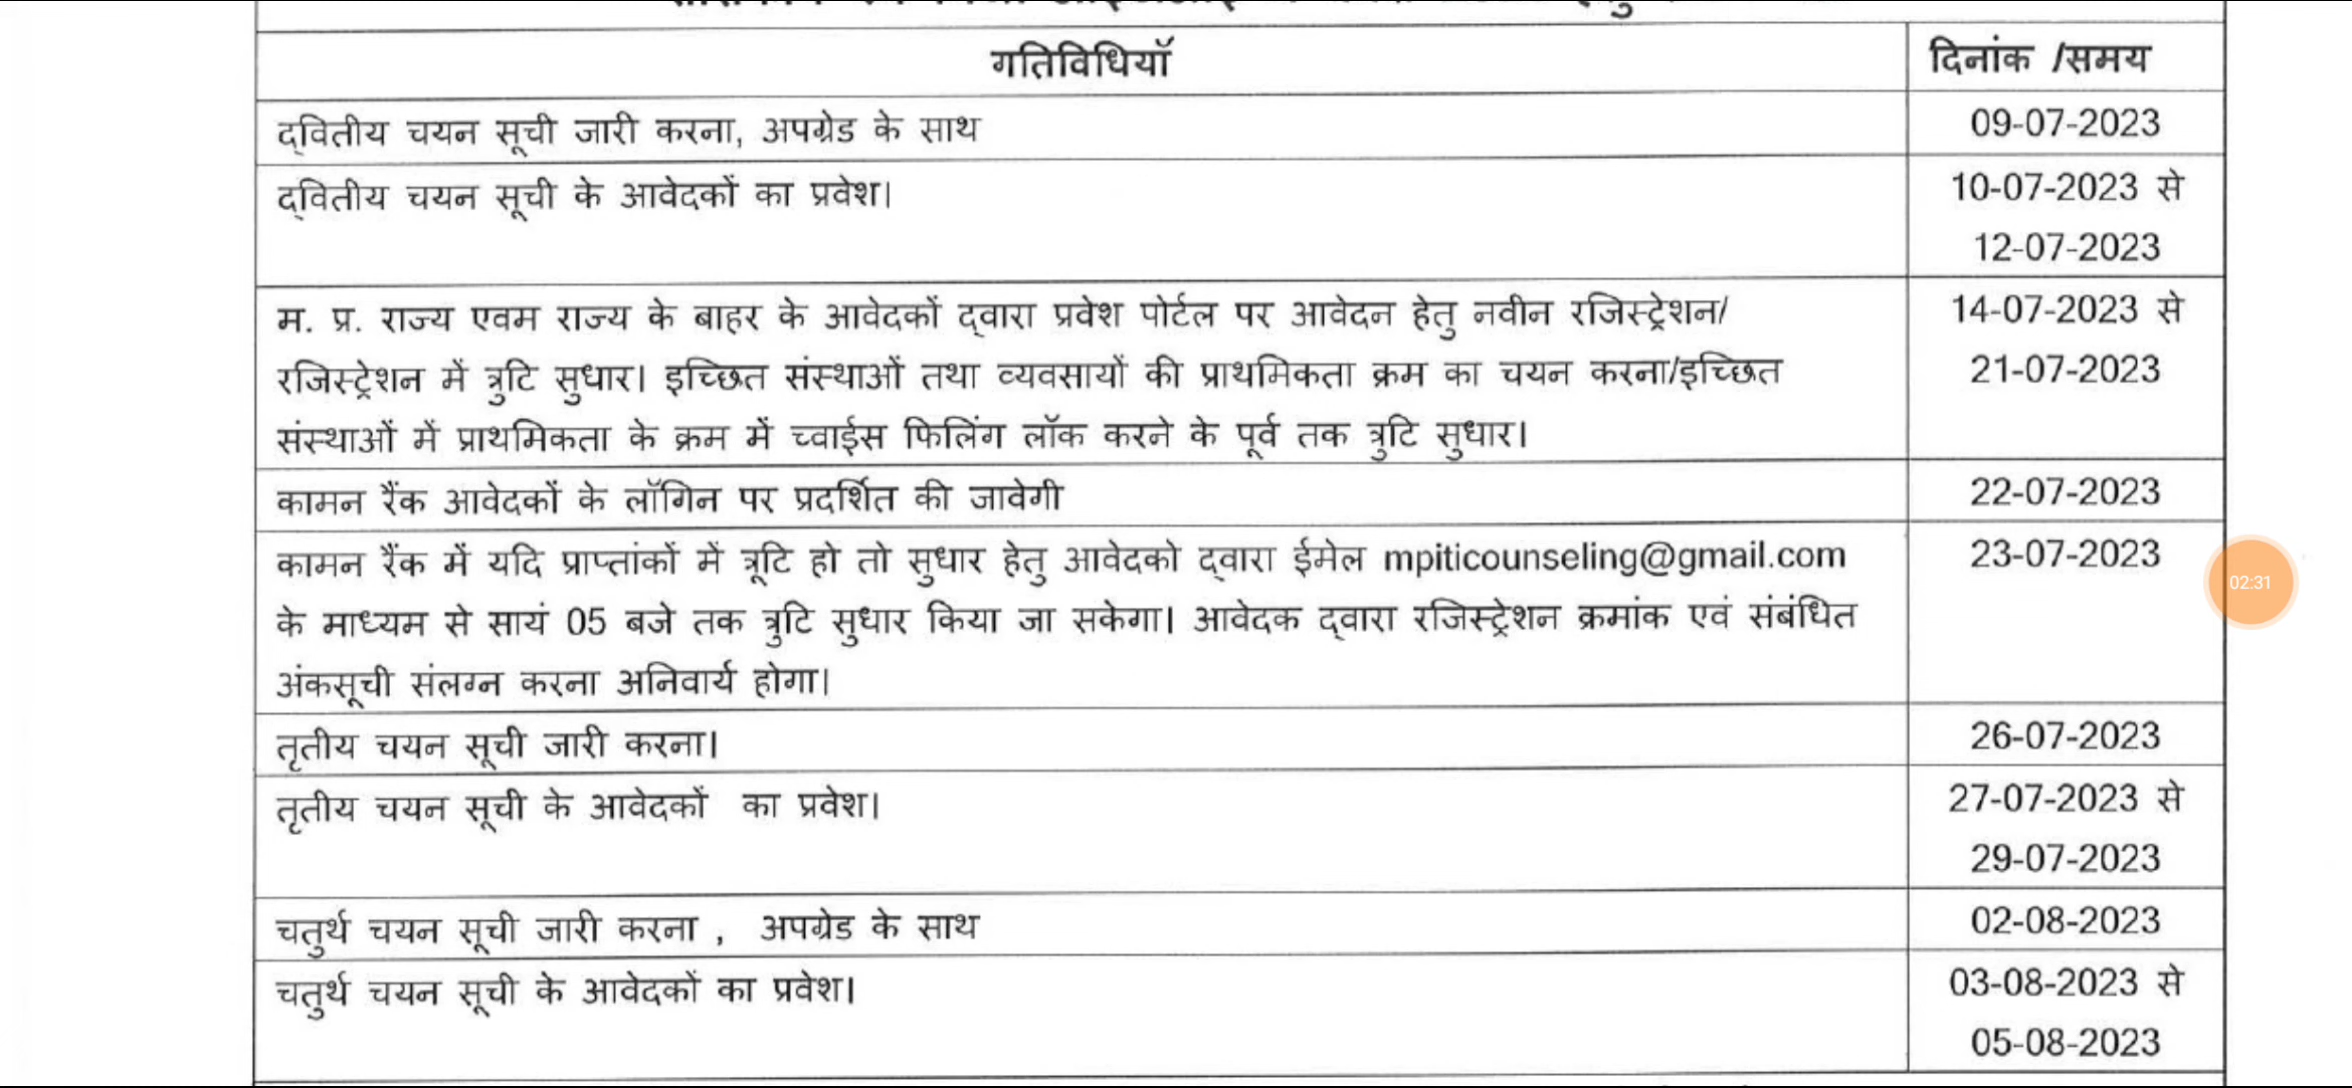 गतिविधियॉ दिनांक /समय
द्वितीय चयन सूची जारी करना, अपग्रेड के साथ 09-07-2023
द्वितीय चयन सूची के आवेदकों का प्रवेश। 10-07-2023 से
12-07-2023
म. प्र. राज्य एवम राज्य के बाहर के आवेदकों द्वारा प्रवेश पोर्टल पर आवेदन हेतु नवीन रजिस्ट्रेशन/ 14-07-2023 से
रजिस्ट्रेशन में त्रुटि सुधार। इच्छित संस्थाओं तथा व्यवसायों की प्राथमिकता क्रम का चयन करना/इच्छित 21-07-2023
संस्थाओं में प्राथमिकता के क्रम में च्वाईस फिलिंग लॉक करने के पूर्व तक त्रुटि सुधार।
कामन रैंक आवेदकों के लॉगिन पर प्रदर्शित की जावेगी 22-07-2023
कामन रैंक में यदि प्राप्तांकों में त्रूटि हो तो सुधार हेतु आवेदको द्वारा ईमेल mpiticounseling@gmail.com 23-07-2023
के माध्यम से सायं 05 बजे तक त्रुटि सुधार किया जा सकेगा। आवेदक द्वारा रजिस्ट्रेशन क्रमांक एवं संबंधित
अंकसूची संलग्न करना अनिवार्य होगा।
तृतीय चयन सूची जारी करना। 26-07-2023
तृतीय चयन सूची के आवेदकों का प्रवेश। 27-07-2023 से
29-07-2023
चतुर्थ चयन सूची जारी करना , अपग्रेड के साथ 02-08-2023
चतुर्थ चयन सूची के आवेदकों का प्रवेश। 03-08-2023 से
05-08-2023
02:31